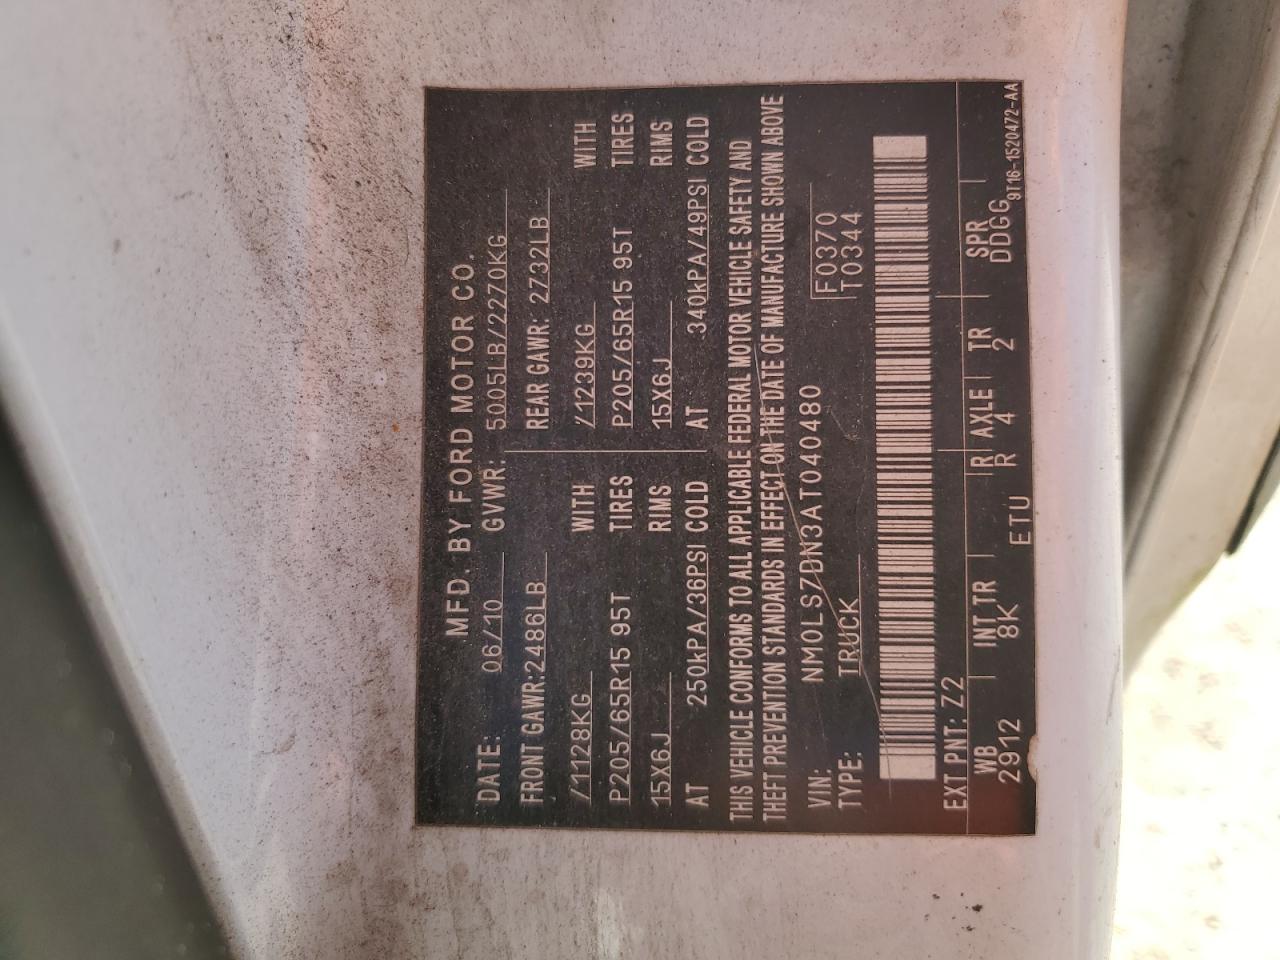 MFD. BY FORD MOTOR CO.
DATE: 06/10 GVWR: 5005LB/2270KG
FRONT GAWR:2486LB REAR GAWR: 2732LB
/1128KG WITH /1239KG WITH
P205/65R15 95T TIRES P205/65R15 95T TIRES
15X6J RIMS 15X6J RIMS
AT 250kPA/36PSI COLD AT 340kPA/49PSI COLD
THIS VEHICLE CONFORMS TO ALL APPLICABLE FEDERAL MOTOR VEHICLE SAFETY AND
THEFT PREVENTION STANDARDS IN EFFECT ON THE DATE OF MANUFACTURE SHOWN ABOVE
VIN: NM0LS7DN3AT040480 F0370
TYPE: TRUCK T0344
EXT PNT: Z2
WB INT TR R AXLE TR SPR
2912 8K R 4 2 DDGG
ETU
9T16-1520472-AA